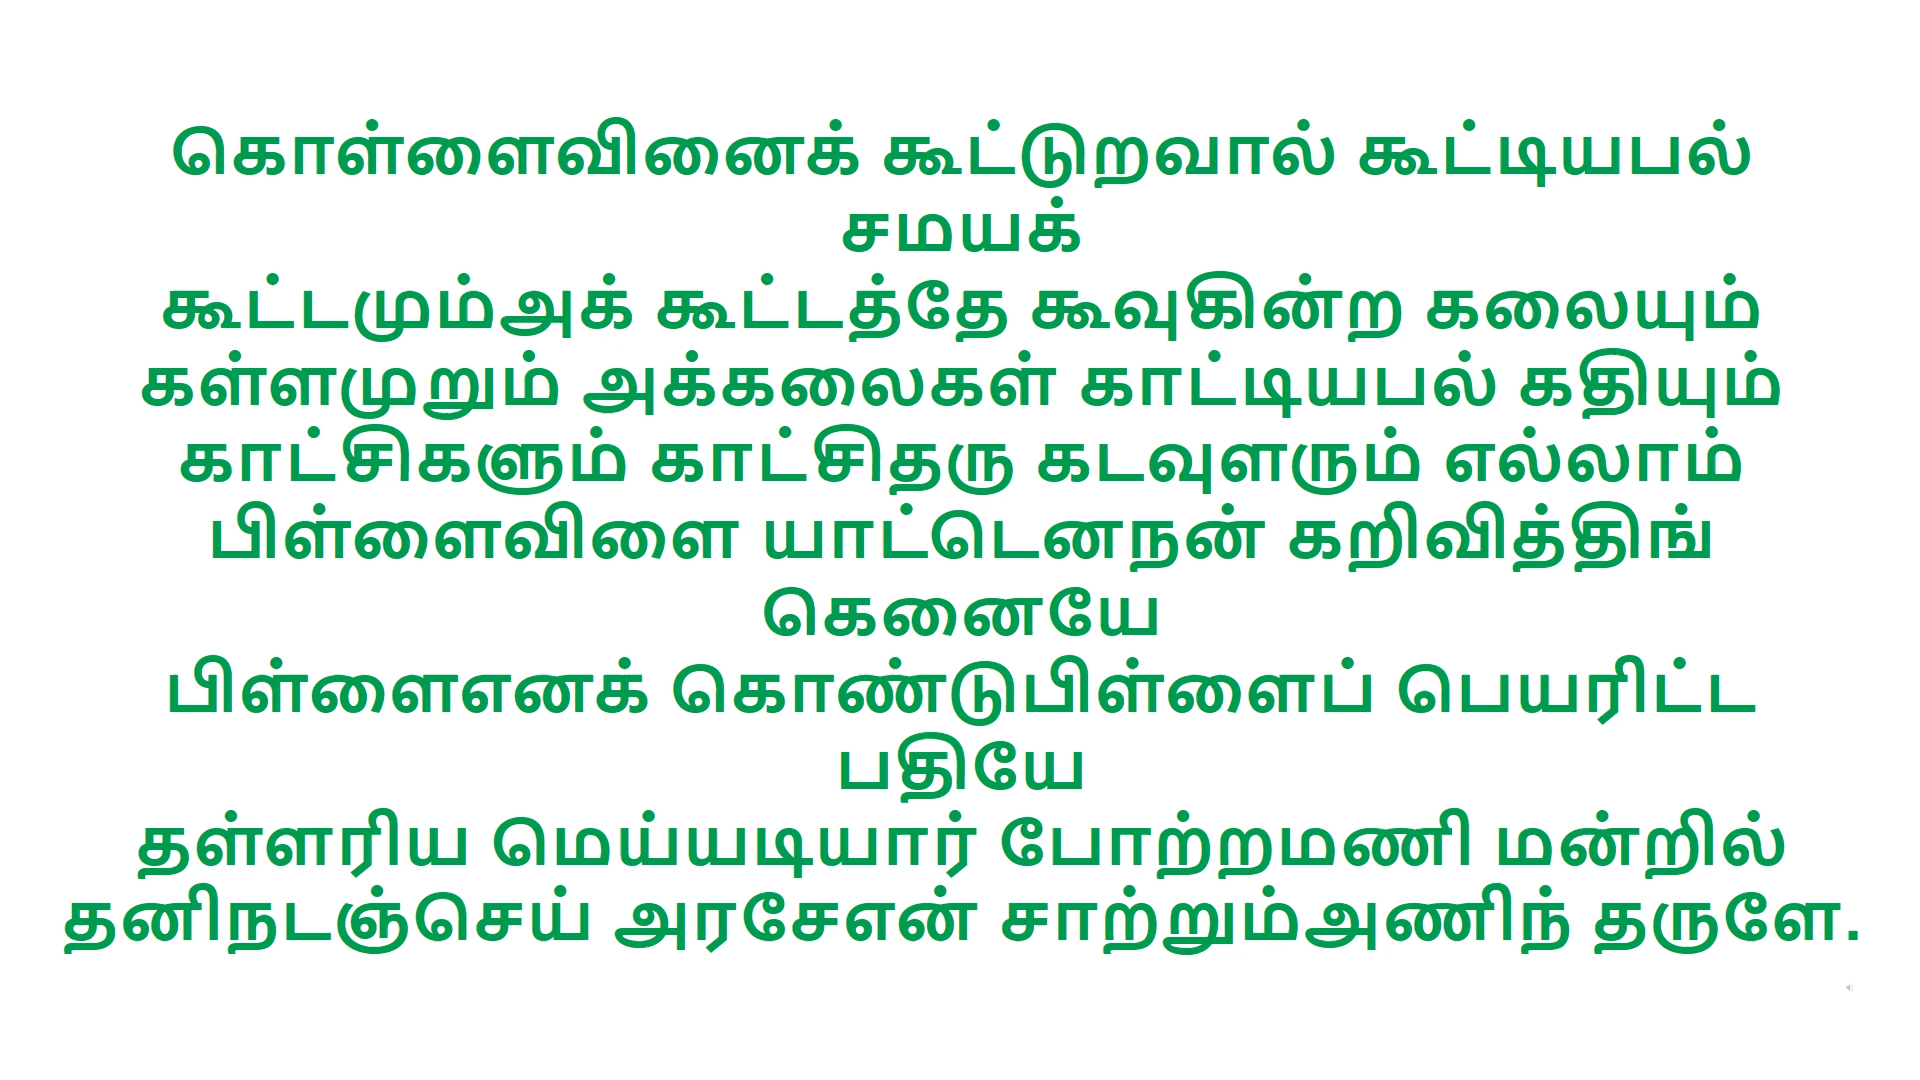 கொள்ளைவினைக் கூட்டுறவால் கூட்டியபல்
சமயக்
கூட்டமும்அக் கூட்டத்தே கூவுகின்ற கலையும்
கள்ளமுறும் அக்கலைகள் காட்டியபல் கதியும்
காட்சிகளும் காட்சிதரு கடவுளரும் எல்லாம்
பிள்ளைவிளை யாட்டெனநன் கறிவித்திங்
கெனையே
பிள்ளைஎனக் கொண்டுபிள்ளைப் பெயரிட்ட
பதியே
தள்ளரிய மெய்யடியார் போற்றமணி மன்றில்
தனிநடஞ்செய் அரசேஎன் சாற்றும்அணிந் தருளே.